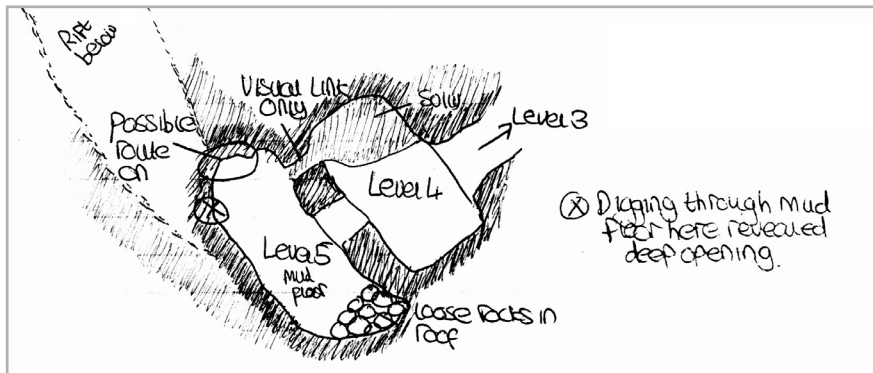 Rift
below
Visual Link
Only
Solid
Level 3
Possible
route
on
Level 4
Level 5
mud
floor
Loose rocks in
roof
Ⓧ Digging through mud
floor here revealed
deep opening.